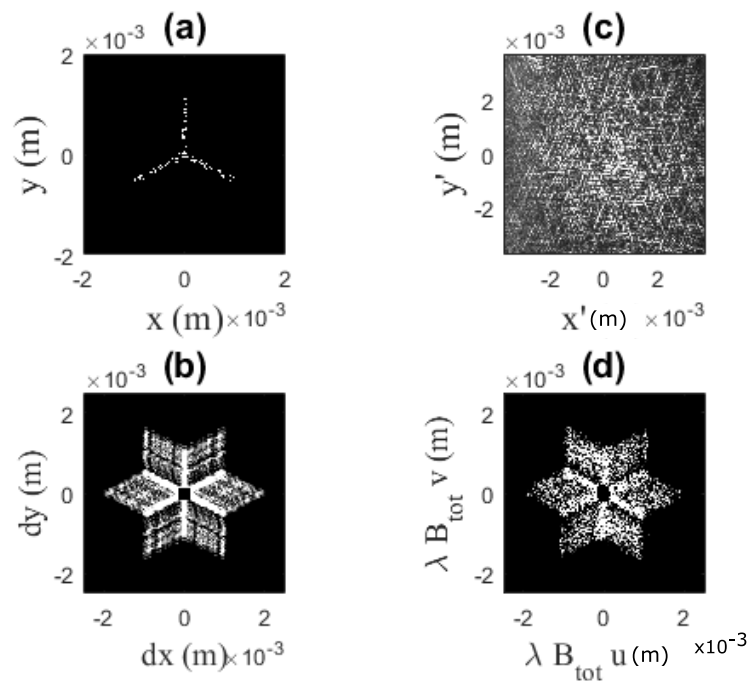 (a)
×10⁻³
2
0
-2
y (m)
-2 0 2
x (m) ×10⁻³
(c)
×10⁻³
2
0
-2
y' (m)
-2 0 2
x' (m) ×10⁻³
(b)
×10⁻³
2
0
-2
dy (m)
-2 0 2
dx (m) ×10⁻³
(d)
×10⁻³
2
0
-2
λ B_tot v (m)
-2 0 2
λ B_tot u (m) x10⁻³